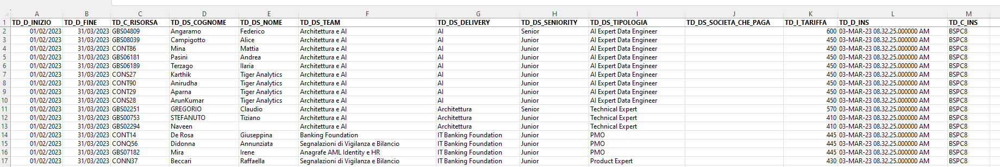 A B C D E F G H I J K L M
1 TD_D_INIZIO TD_D_FINE TD_C_RISORSA TD_DS_COGNOME TD_DS_NOME TD_DS_TEAM TD_DS_DELIVERY TD_DS_SENIORITY TD_DS_TIPOLOGIA TD_DS_SOCIETA_CHE_PAGA TD_I_TARIFFA TD_D_INS TD_C_INS
2 01/02/2023 31/03/2023 GBS04809 Angaramo Federico Architettura e AI AI Senior AI Expert Data Engineer 600 03-MAR-23 08.32.25.000000 AM BSPC8
3 01/02/2023 31/03/2023 GBS08039 Campigotto Alice Architettura e AI AI Junior AI Expert Data Engineer 450 03-MAR-23 08.32.25.000000 AM BSPC8
4 01/02/2023 31/03/2023 CONT86 Mina Mattia Architettura e AI AI Junior AI Expert Data Engineer 450 03-MAR-23 08.32.25.000000 AM BSPC8
5 01/02/2023 31/03/2023 GBS06181 Pasini Andrea Architettura e AI AI Junior AI Expert Data Engineer 450 03-MAR-23 08.32.25.000000 AM BSPC8
6 01/02/2023 31/03/2023 GBS06189 Terzago Ilaria Architettura e AI AI Junior AI Expert Data Engineer 450 03-MAR-23 08.32.25.000000 AM BSPC8
7 01/02/2023 31/03/2023 CONS27 Karthik Tiger Analytics Architettura e AI AI Junior AI Expert Data Engineer 450 03-MAR-23 08.32.25.000000 AM BSPC8
8 01/02/2023 31/03/2023 CONT90 Anirudha Tiger Analytics Architettura e AI AI Junior AI Expert Data Engineer 450 03-MAR-23 08.32.25.000000 AM BSPC8
9 01/02/2023 31/03/2023 CONT29 Aparna Tiger Analytics Architettura e AI AI Junior AI Expert Data Engineer 450 03-MAR-23 08.32.25.000000 AM BSPC8
10 01/02/2023 31/03/2023 CONS28 ArunKumar Tiger Analytics Architettura e AI AI Junior AI Expert Data Engineer 450 03-MAR-23 08.32.25.000000 AM BSPC8
11 01/02/2023 31/03/2023 GBS02251 GREGORIO Claudio Architettura e AI Architettura Senior Technical Expert 570 03-MAR-23 08.32.25.000000 AM BSPC8
12 01/02/2023 31/03/2023 GBS00753 STEFANUTO Tiziano Architettura e AI Architettura Junior Technical Expert 410 03-MAR-23 08.32.25.000000 AM BSPC8
13 01/02/2023 31/03/2023 GBS02294 Naveen Architettura e AI Architettura Junior Technical Expert 410 03-MAR-23 08.32.25.000000 AM BSPC8
14 01/02/2023 31/03/2023 CONT14 De Rosa Giuseppina Banking Foundation IT Banking Foundation Junior PMO 445 03-MAR-23 08.32.25.000000 AM BSPC8
15 01/02/2023 31/03/2023 CONQ56 Didonna Annunziata Segnalazioni di Vigilanza e Bilancio IT Banking Foundation Junior PMO 445 03-MAR-23 08.32.25.000000 AM BSPC8
16 01/02/2023 31/03/2023 GBS07182 Mira Irene Anagrafe AML Identity e HR IT Banking Foundation Junior PMO 445 03-MAR-23 08.32.25.000000 AM BSPC8
17 01/02/2023 31/03/2023 CONN37 Beccari Raffaella Segnalazioni di Vigilanza e Bilancio IT Banking Foundation Junior Product Expert 430 03-MAR-23 08.32.25.000000 AM BSPC8